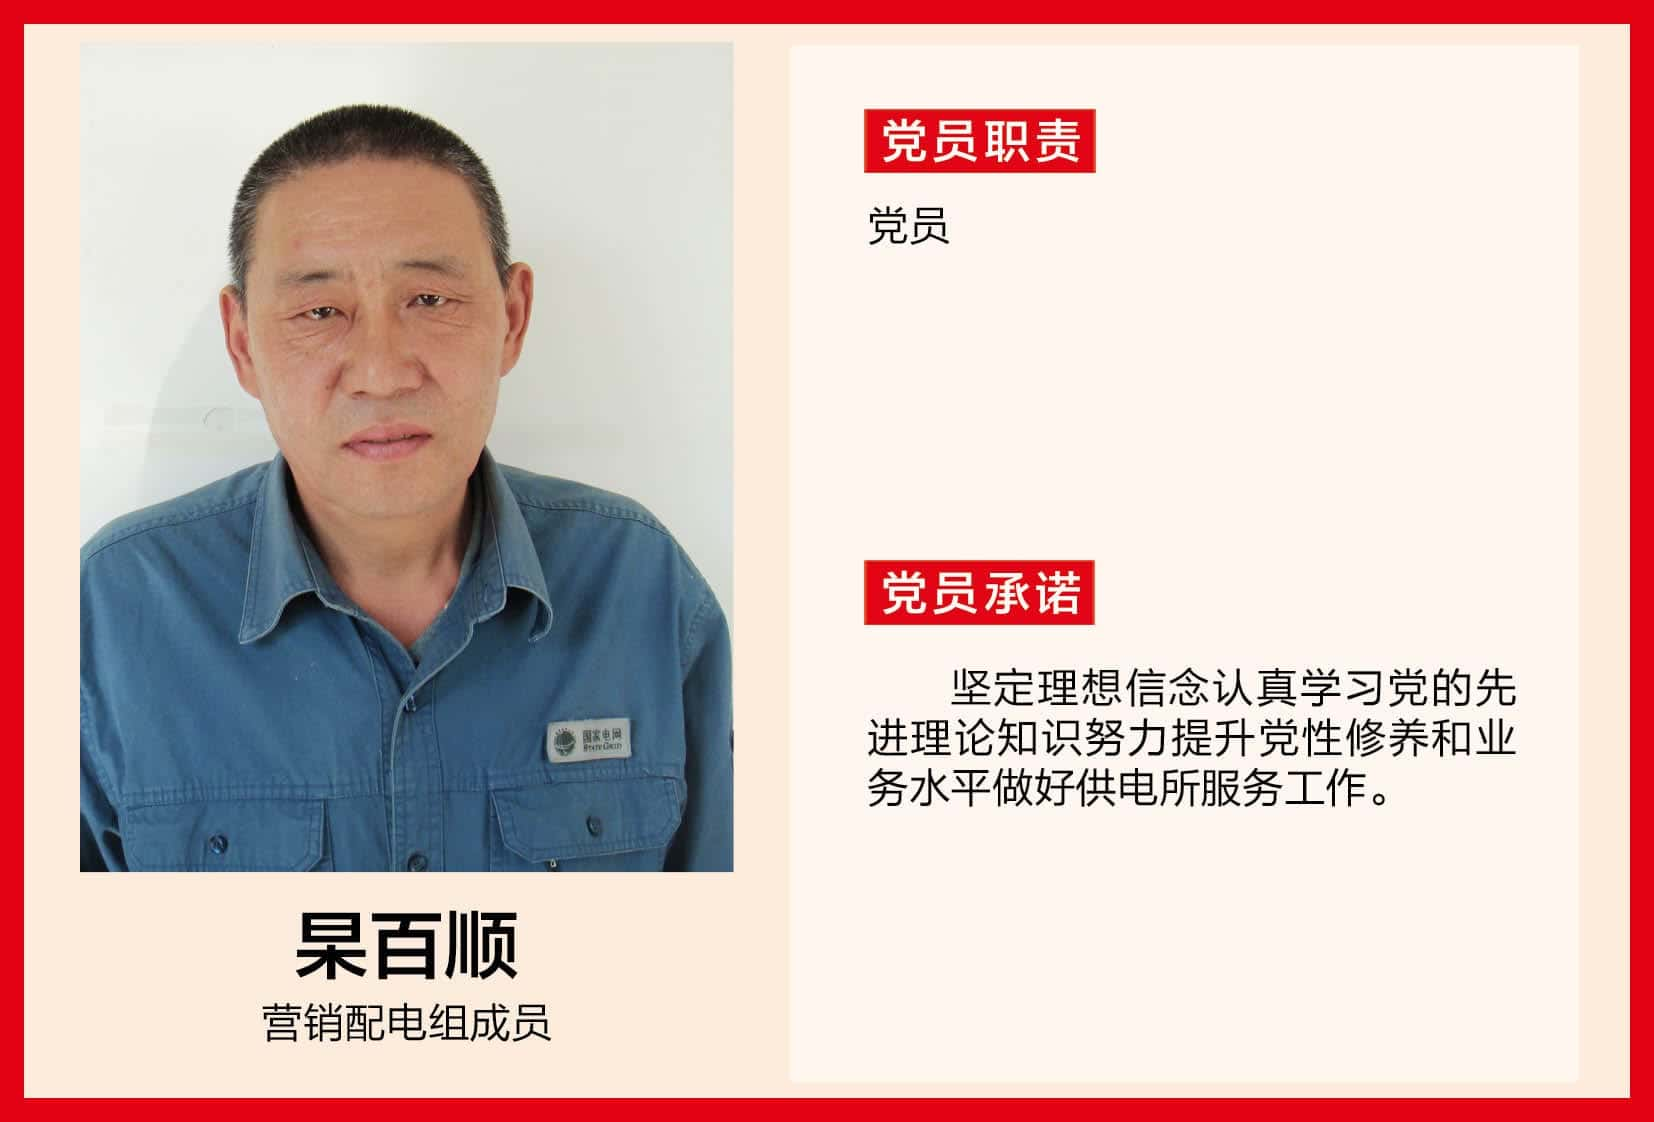 党员职责
党员
党员承诺
坚定理想信念认真学习党的先
进理论知识努力提升党性修养和业
务水平做好供电所服务工作。
国家电网
STATE GRID
杲百顺
营销配电组成员